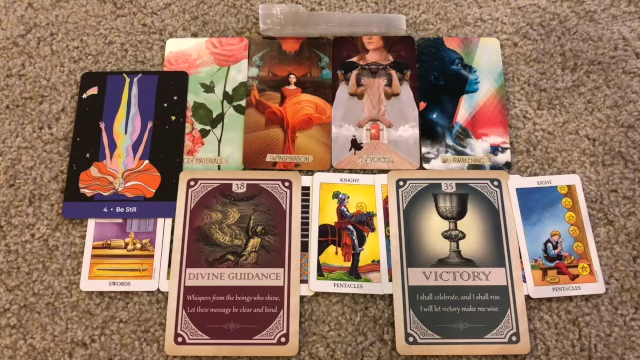 INSPIRATION
VOICES
AWAKENING
MATERIALS
4 • Be Still
SWORDS
38
DIVINE GUIDANCE
Whispers from the beings who shine,
Let their message be clear and kind.
KNIGHT
PENTACLES
35
VICTORY
I shall celebrate, and I shall rise.
I will let victory make me wise.
EIGHT
PENTACLES